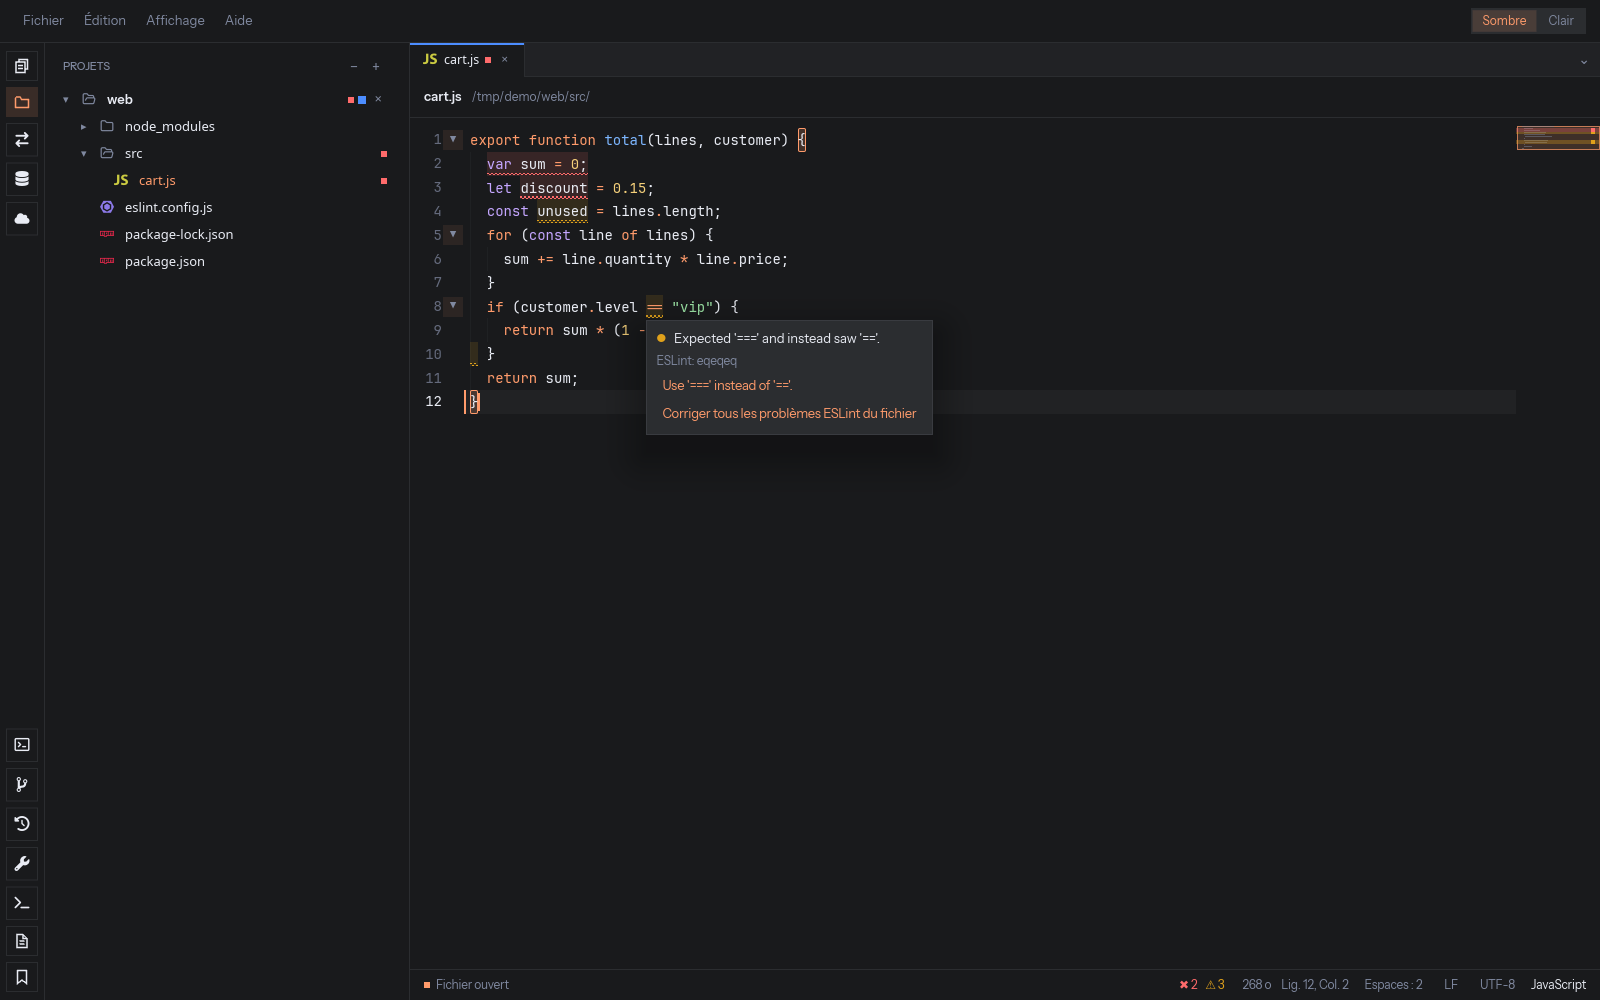 Fichier Édition Affichage Aide Sombre Clair
PROJETS − +
web ×
node_modules
src
JS cart.js
eslint.config.js
package-lock.json
package.json
JS cart.js ×
cart.js /tmp/demo/web/src/
1 export function total(lines, customer) {
2 var sum = 0;
3 let discount = 0.15;
4 const unused = lines.length;
5 for (const line of lines) {
6 sum += line.quantity * line.price;
7 }
8 if (customer.level == "vip") {
9 return sum * (1 -
10 }
11 return sum;
12 }
Expected '===' and instead saw '=='.
ESLint: eqeqeq
Use '===' instead of '=='.
Corriger tous les problèmes ESLint du fichier
Fichier ouvert ✖ 2 ⚠ 3 268 o Lig. 12, Col. 2 Espaces : 2 LF UTF-8 JavaScript